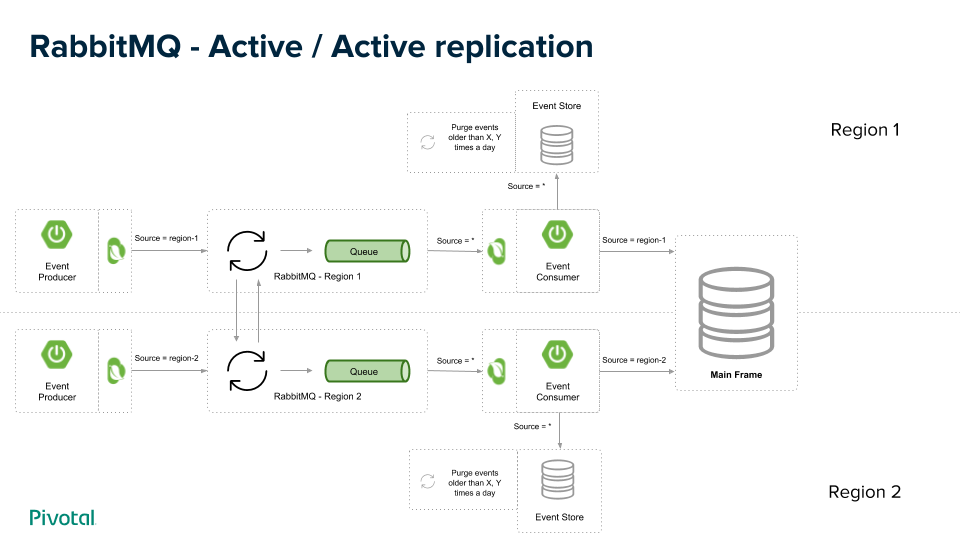 RabbitMQ - Active / Active replication
Event Store
Purge events
older than X, Y
times a day
Region 1
Source = *
Source = region-1
Source = *
Source = region-1
Queue
Event
Producer
RabbitMQ - Region 1
Event
Consumer
Source = region-2
Source = *
Source = region-2
Queue
Main Frame
Event
Producer
RabbitMQ - Region 2
Event
Consumer
Source = *
Purge events
older than X, Y
times a day
Region 2
Event Store
Pivotal